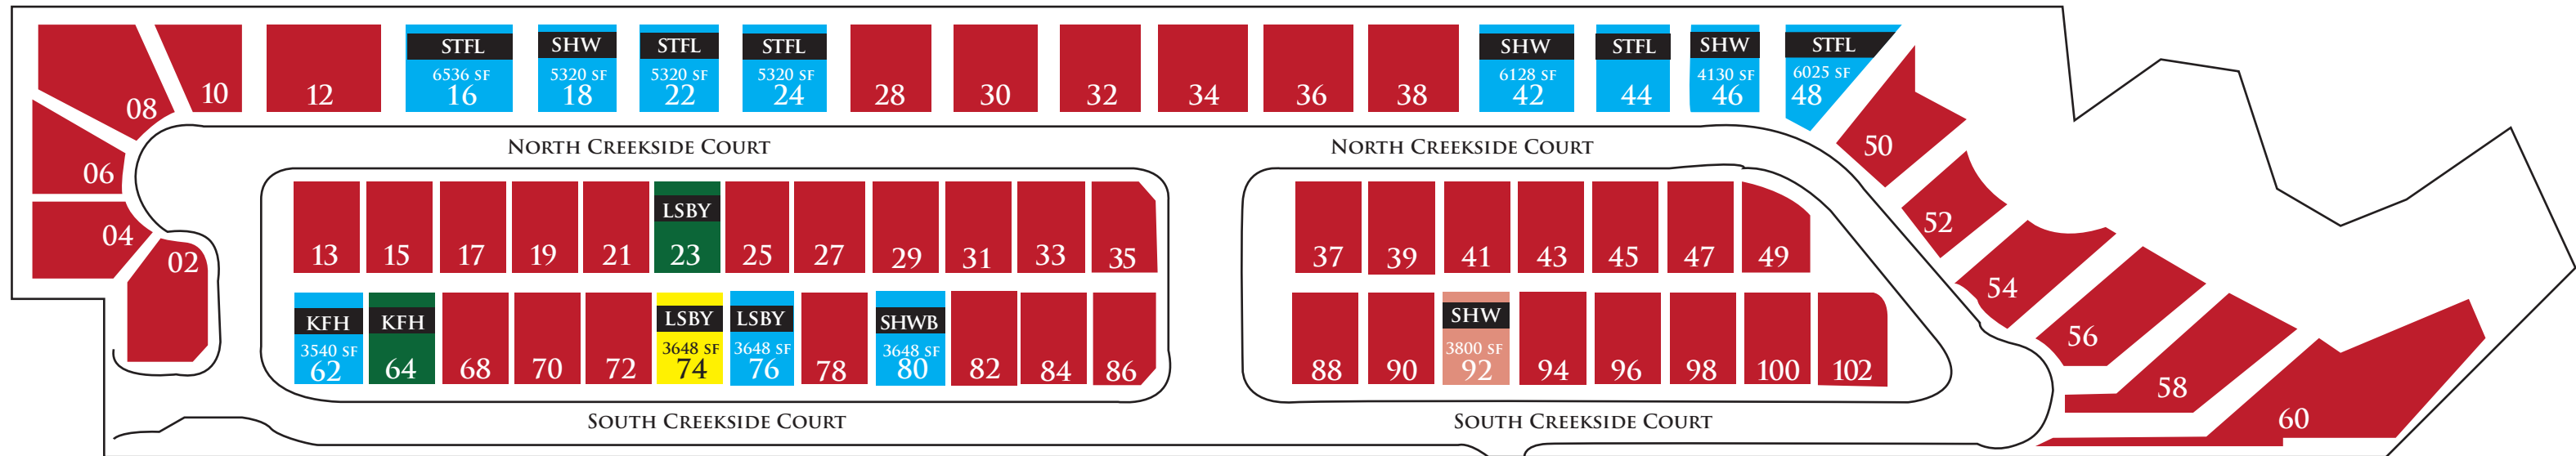 STFL SHW STFL STFL SHW STFL SHW STFL
6536 SF 5320 SF 5320 SF 5320 SF 6128 SF 4130 SF 6025 SF
08 10 12 16 18 22 24 28 30 32 34 36 38 42 44 46 48
50
NORTH CREEKSIDE COURT NORTH CREEKSIDE COURT
06
04
02
52
LSBY
13 15 17 19 21 23 25 27 29 31 33 35 37 39 41 43 45 47 49
54
KFH KFH LSBY LSBY SHWB SHW
56
3540 SF 3648 SF 3648 SF 3648 SF 3800 SF
62 64 68 70 72 74 76 78 80 82 84 86 88 90 92 94 96 98 100 102
58
60
SOUTH CREEKSIDE COURT SOUTH CREEKSIDE COURT